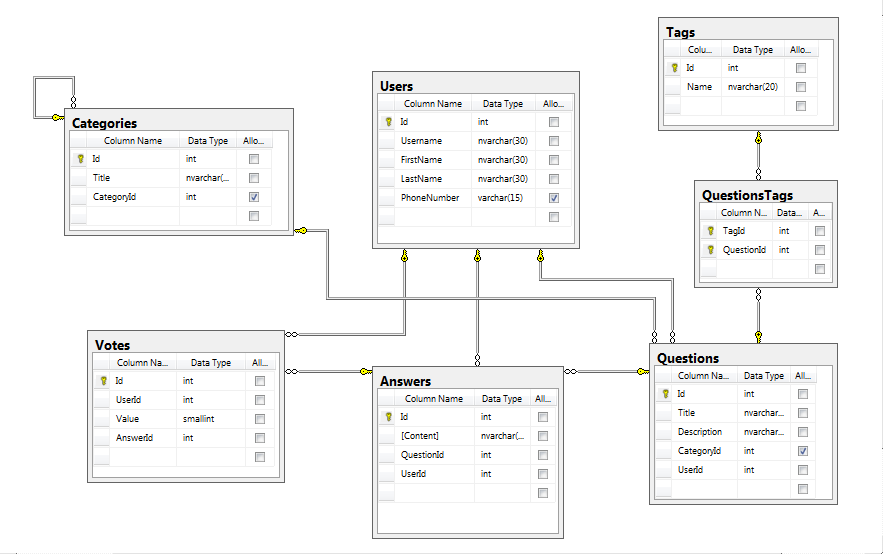 Tags
Colu... Data Type Allo...
Id int
Name nvarchar(20)
Users
Column Name Data Type Allo...
Id int
Username nvarchar(30)
FirstName nvarchar(30)
LastName nvarchar(30)
PhoneNumber varchar(15)
Categories
Column Name Data Type Allo...
Id int
Title nvarchar(...
CategoryId int
QuestionsTags
Column N... Data... A...
TagId int
QuestionId int
Votes
Column Na... Data Type All...
Id int
UserId int
Value smallint
AnswerId int
Answers
Column Name Data Type All...
Id int
[Content] nvarchar(...
QuestionId int
UserId int
Questions
Column Na... Data Type All...
Id int
Title nvarchar...
Description nvarchar...
CategoryId int
UserId int